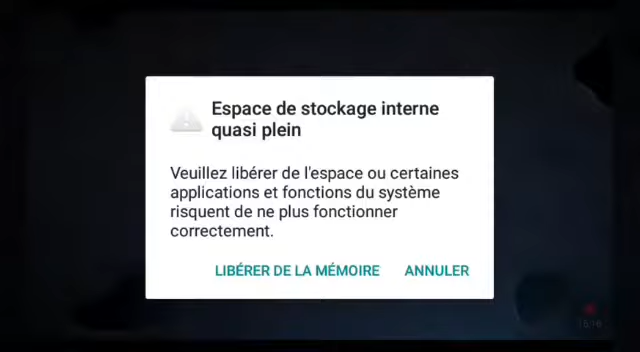 Espace de stockage interne
quasi plein
Veuillez libérer de l'espace ou certaines
applications et fonctions du système
risquent de ne plus fonctionner
correctement.
LIBÉRER DE LA MÉMOIRE ANNULER